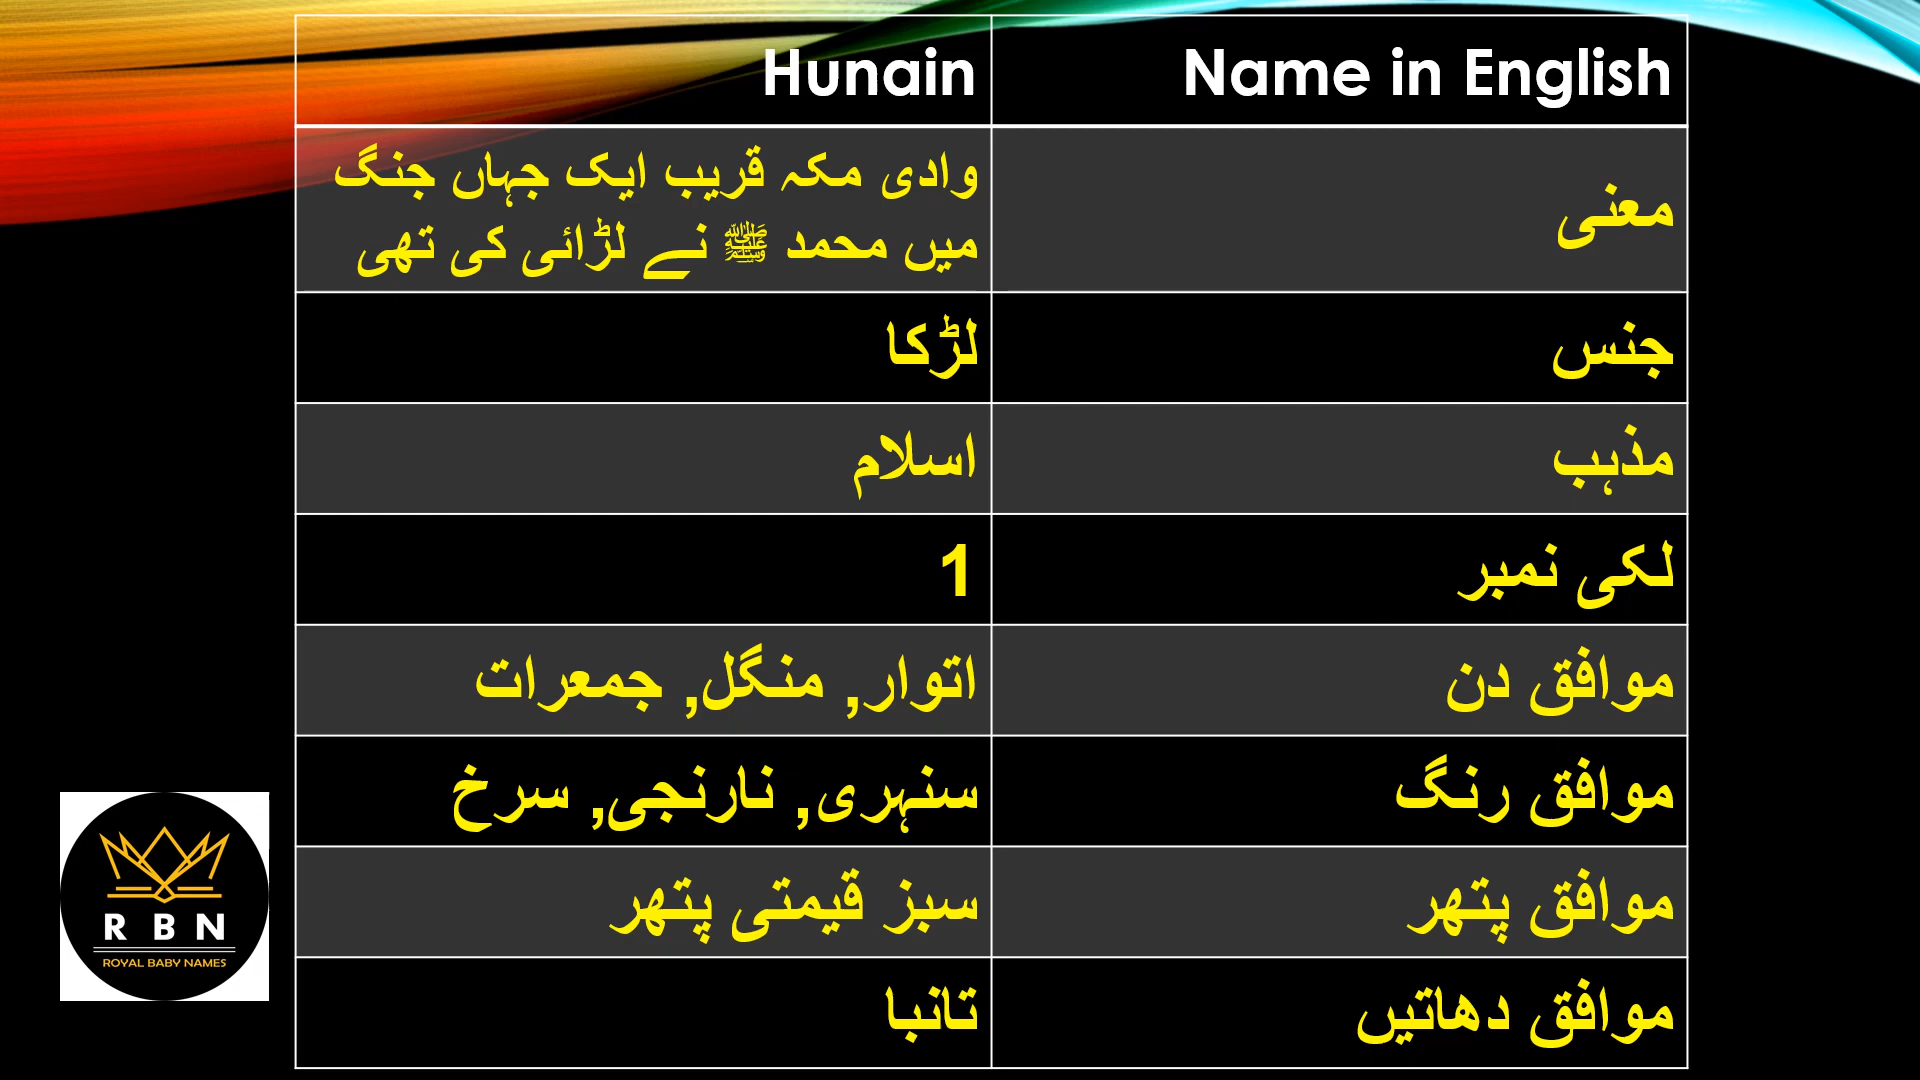 Name in English
Hunain
معنی
وادی مکہ قریب ایک جہاں جنگ
میں محمد ﷺ نے لڑائی کی تھی
جنس
لڑکا
مذہب
اسلام
لکی نمبر
1
موافق دن
اتوار, منگل, جمعرات
موافق رنگ
سنہری, نارنجی, سرخ
موافق پتھر
سبز قیمتی پتھر
موافق دھاتیں
تانبا
R B N
ROYAL BABY NAMES